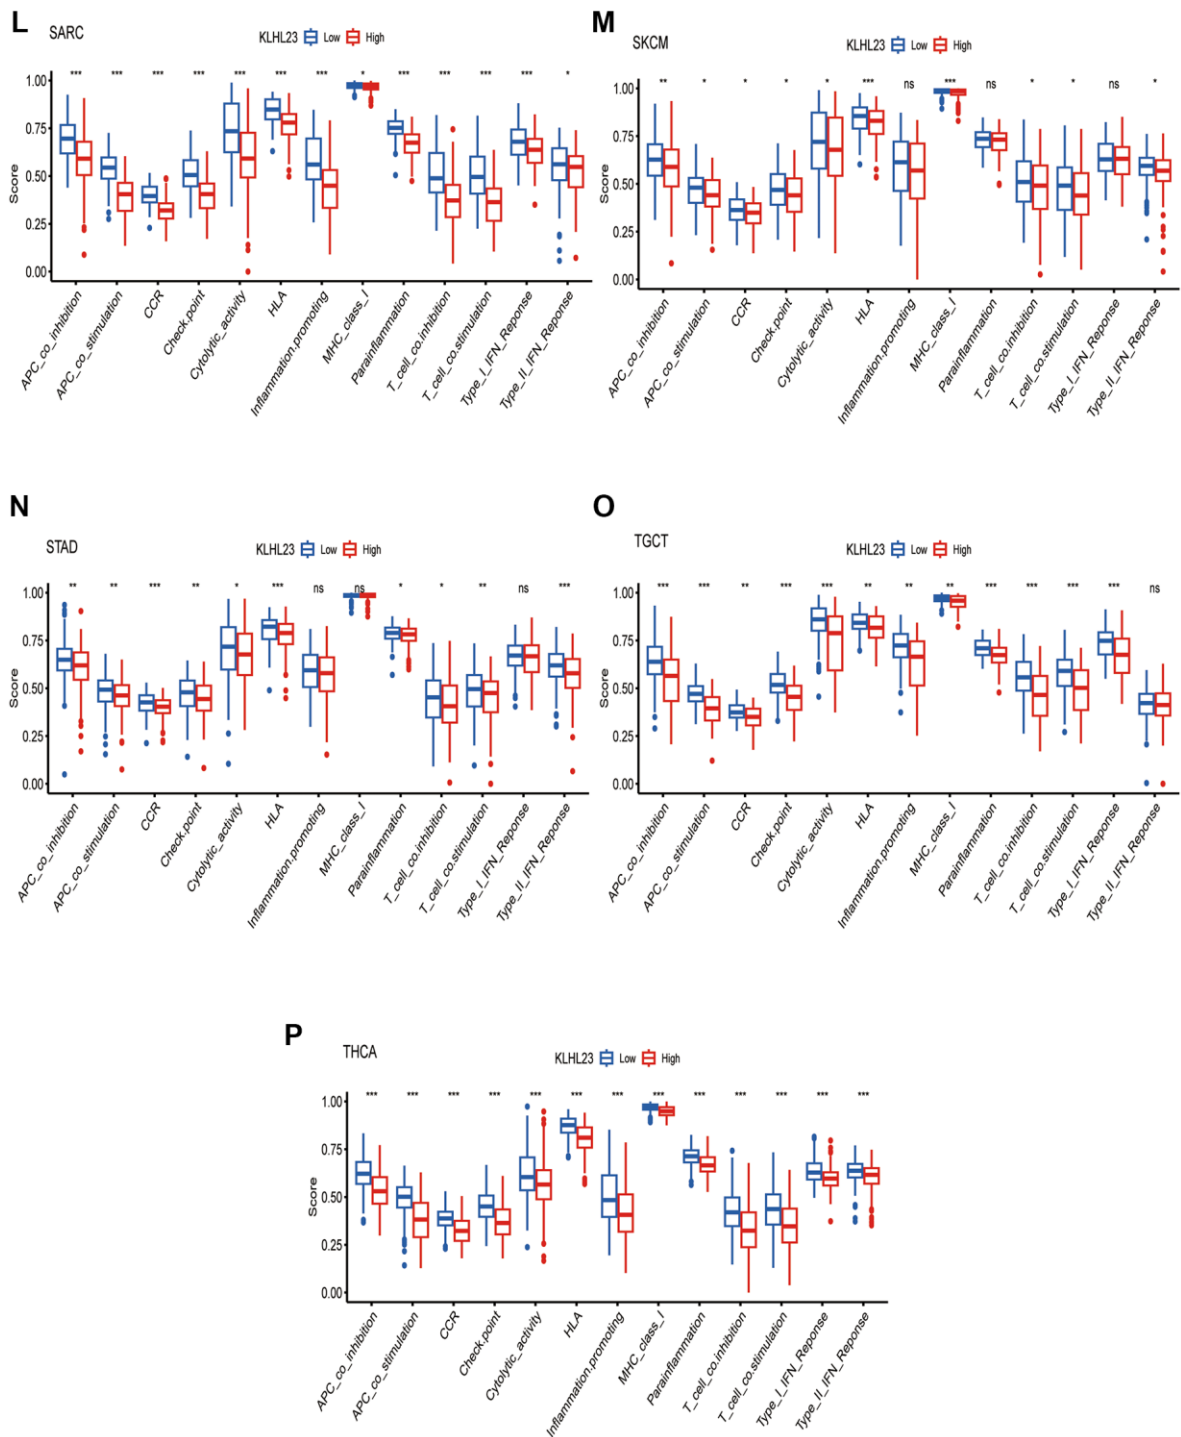 L
SARC
KLHL23 Low High
*** *** *** *** *** *** *** * *** *** *** *** *
1.00
0.75
0.50
0.25
0.00
Score
APC_co_inhibition
APC_co_stimulation
CCR
Check.point
Cytolytic_activity
HLA
Inflammation.promoting
MHC_class_I
Parainflammation
T_cell_co.inhibition
T_cell_co.stimulation
Type_I_IFN_Reponse
Type_II_IFN_Reponse
M
SKCM
KLHL23 Low High
** * * * * *** ns *** ns * * ns *
1.00
0.75
0.50
0.25
0.00
Score
APC_co_inhibition
APC_co_stimulation
CCR
Check.point
Cytolytic_activity
HLA
Inflammation.promoting
MHC_class_I
Parainflammation
T_cell_co.inhibition
T_cell_co.stimulation
Type_I_IFN_Reponse
Type_II_IFN_Reponse
N
STAD
KLHL23 Low High
** ** *** ** * *** ns ns * * ** ns ***
1.00
0.75
0.50
0.25
0.00
Score
APC_co_inhibition
APC_co_stimulation
CCR
Check.point
Cytolytic_activity
HLA
Inflammation.promoting
MHC_class_I
Parainflammation
T_cell_co.inhibition
T_cell_co.stimulation
Type_I_IFN_Reponse
Type_II_IFN_Reponse
O
TGCT
KLHL23 Low High
*** *** ** *** *** ** ** ** *** *** *** *** ns
1.00
0.75
0.50
0.25
0.00
Score
APC_co_inhibition
APC_co_stimulation
CCR
Check.point
Cytolytic_activity
HLA
Inflammation.promoting
MHC_class_I
Parainflammation
T_cell_co.inhibition
T_cell_co.stimulation
Type_I_IFN_Reponse
Type_II_IFN_Reponse
P
THCA
KLHL23 Low High
*** *** *** *** *** *** *** *** *** *** *** *** ***
1.00
0.75
0.50
0.25
0.00
Score
APC_co_inhibition
APC_co_stimulation
CCR
Check.point
Cytolytic_activity
HLA
Inflammation.promoting
MHC_class_I
Parainflammation
T_cell_co.inhibition
T_cell_co.stimulation
Type_I_IFN_Reponse
Type_II_IFN_Reponse